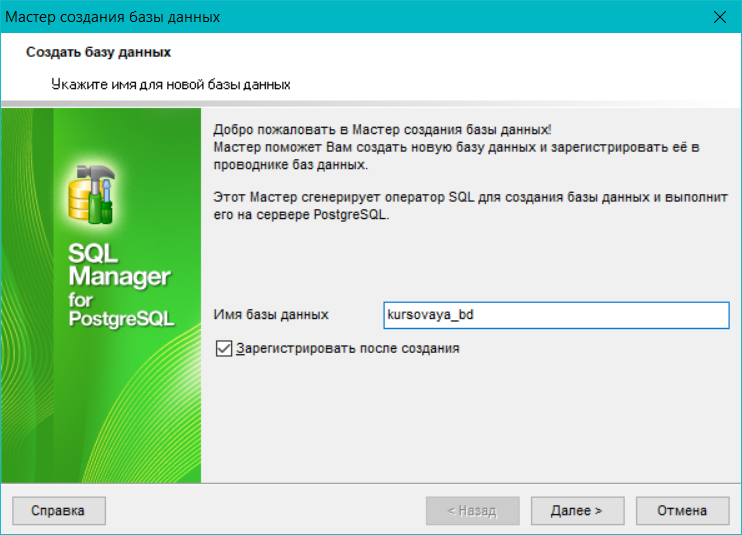 Мастер создания базы данных
Создать базу данных
Укажите имя для новой базы данных
Добро пожаловать в Мастер создания базы данных!
Мастер поможет Вам создать новую базу данных и зарегистрировать её в
проводнике баз данных.
Этот Мастер сгенерирует оператор SQL для создания базы данных и выполнит
его на сервере PostgreSQL.
SQL
Manager
for
PostgreSQL
Имя базы данных
kursovaya_bd
Зарегистрировать после создания
Справка
< Назад
Далее >
Отмена